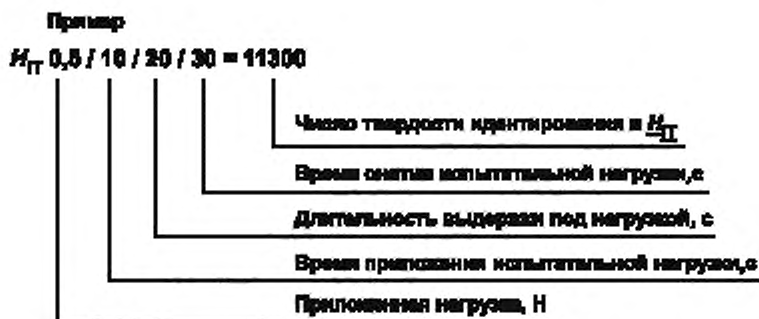 Пример
H_IT 0,5 / 10 / 20 / 30 = 11300
Число твердости идентирования в H_IT
Время снятия испытательной нагрузки,с
Длительность выдержки под нагрузкой, с
Время приложения испытательной нагрузки,с
Приложенная нагрузка, Н